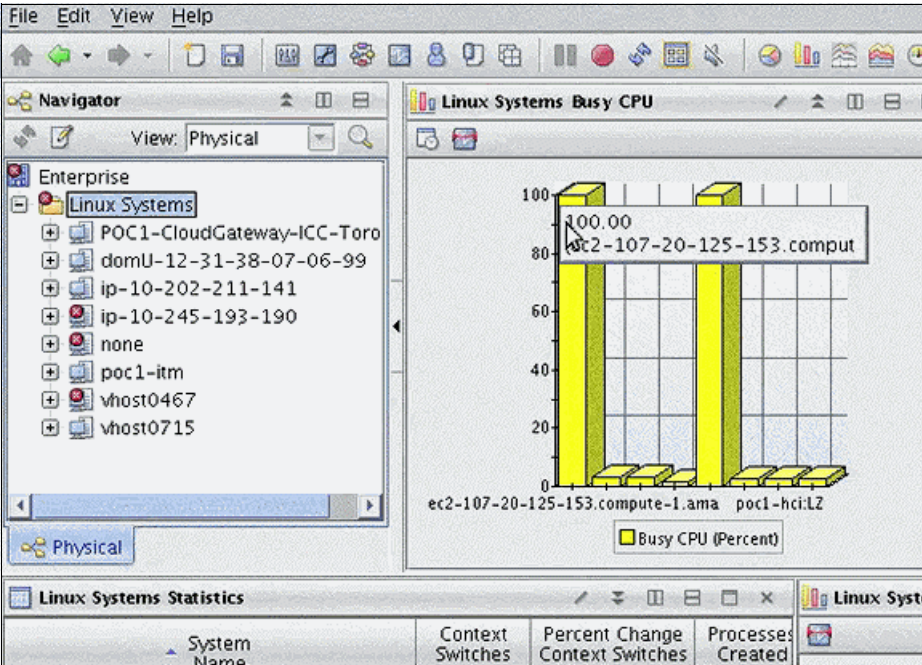 File Edit View Help
Navigator
View: Physical
Enterprise
Linux Systems
POC1-CloudGateway-ICC-Toro
domU-12-31-38-07-06-99
ip-10-202-211-141
ip-10-245-193-190
none
poc1-itm
vhost0467
vhost0715
Physical
Linux Systems Busy CPU
100
80
60
40
20
0
100.00
ec2-107-20-125-153.comput
ec2-107-20-125-153.compute-1.ama poc1-hci:LZ
Busy CPU (Percent)
Linux Systems Statistics
System
Name
Context
Switches
Percent Change
Context Switches
Processes
Created
Linux Syst